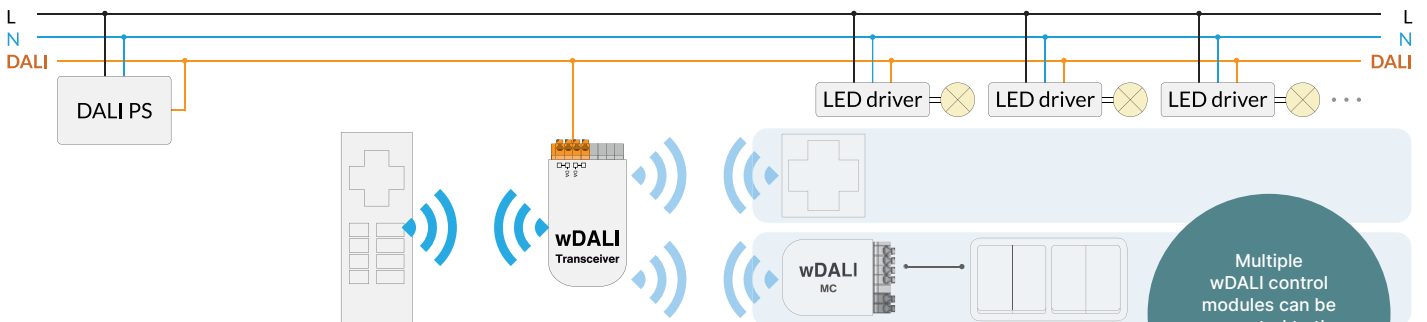 L
L
N
N
DALI
DALI
DALI PS
LED driver
LED driver
LED driver
wDALI
Transceiver
wDALI
MC
Multiple
wDALI control
modules can be